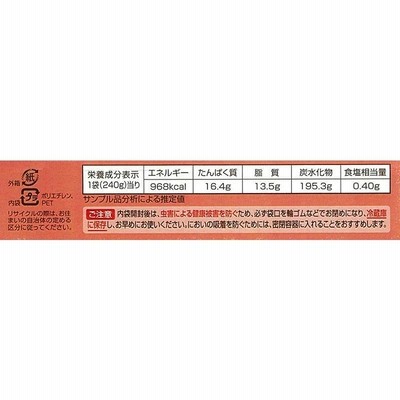 紙
外箱
プラ
内袋
ポリエチレン、
PET
リサイクルの際は、お住
まいの自治体の定める
区分に従ってください。
栄養成分表示
1袋(240g)当り
エネルギー たんぱく質 脂質 炭水化物 食塩相当量
968kcal 16.4g 13.5g 195.3g 0.40g
サンプル品分析による推定値
ご注意 内袋開封後は、虫害による健康被害を防ぐため、必ず袋口を輪ゴムなどでお閉めになり、冷蔵庫
に保存し、お早めにお使いください。においの吸着を防ぐためには、密閉容器に入れることをおすすめします。